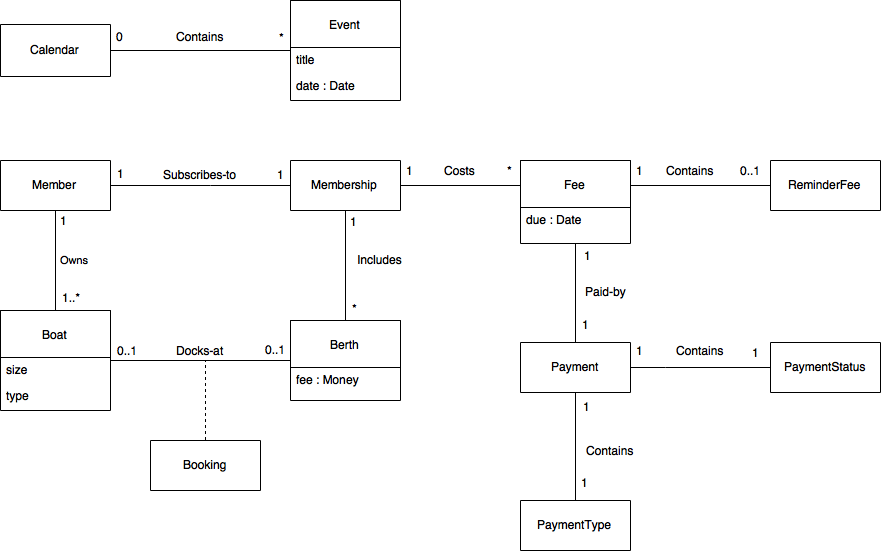 Event
0 Contains *
Calendar
title
date : Date
1 Subscribes-to 1
1 Costs *
1 Contains 0..1
Member
Membership
Fee
ReminderFee
due : Date
1
1
Owns
Includes
1
Paid-by
1..*
*
1
Boat
0..1 Docks-at 0..1
Berth
1 Contains 1
size
fee : Money
Payment
PaymentStatus
type
1
Contains
Booking
1
PaymentType